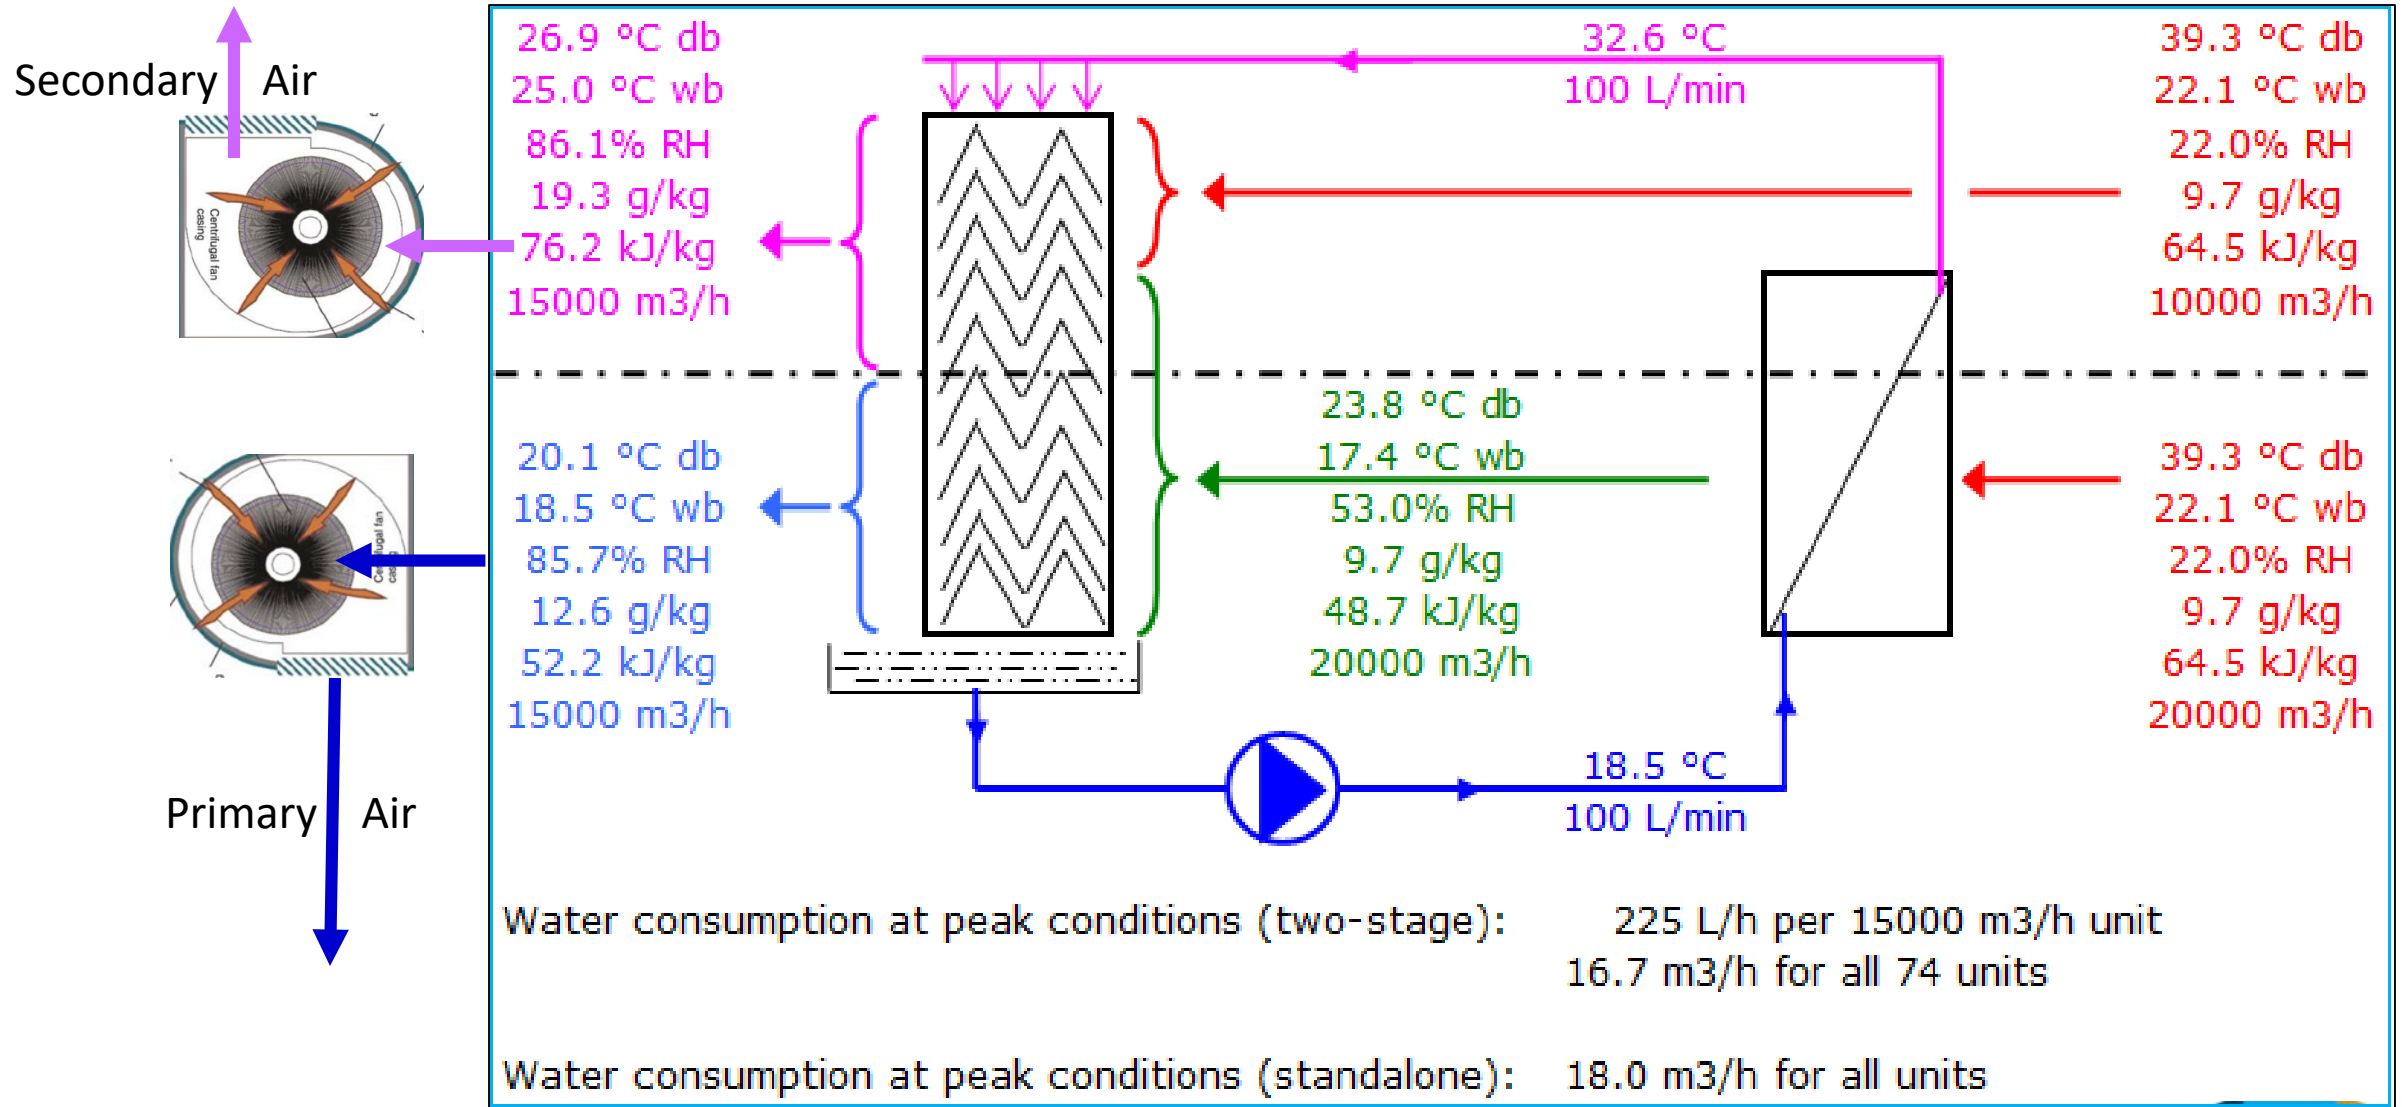 Secondary Air
Centrifugal fan
casing
26.9 °C db
25.0 °C wb
86.1% RH
19.3 g/kg
76.2 kJ/kg
15000 m3/h
32.6 °C
100 L/min
39.3 °C db
22.1 °C wb
22.0% RH
9.7 g/kg
64.5 kJ/kg
10000 m3/h
20.1 °C db
18.5 °C wb
85.7% RH
12.6 g/kg
52.2 kJ/kg
15000 m3/h
23.8 °C db
17.4 °C wb
53.0% RH
9.7 g/kg
48.7 kJ/kg
20000 m3/h
39.3 °C db
22.1 °C wb
22.0% RH
9.7 g/kg
64.5 kJ/kg
20000 m3/h
18.5 °C
100 L/min
Primary Air
Water consumption at peak conditions (two-stage): 225 L/h per 15000 m3/h unit
16.7 m3/h for all 74 units
Water consumption at peak conditions (standalone): 18.0 m3/h for all units